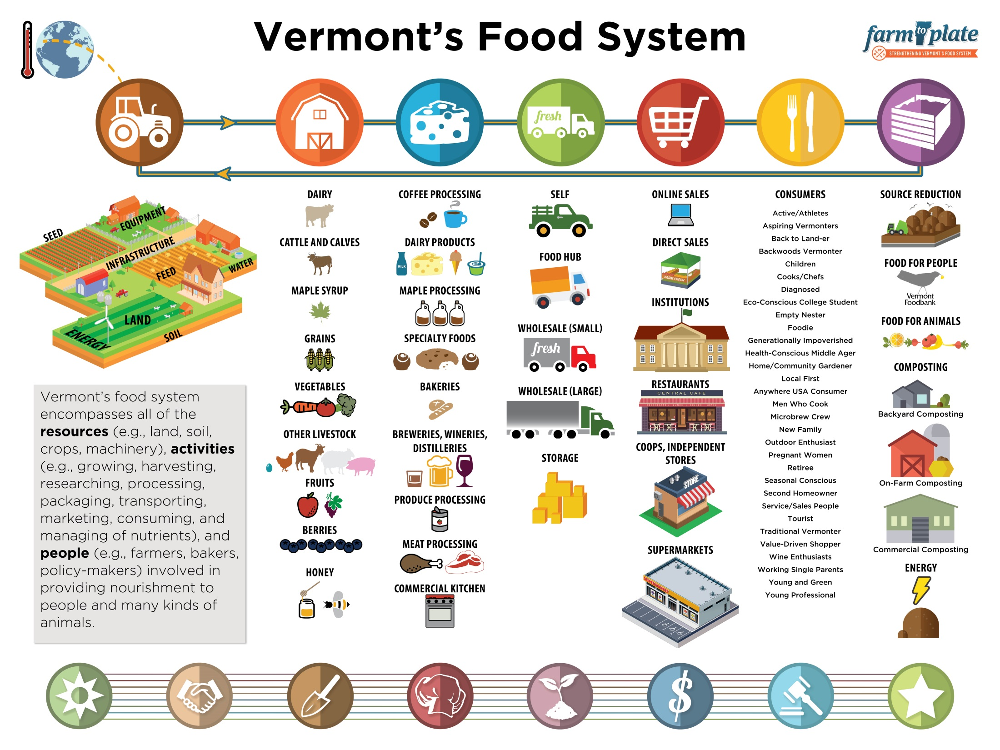 Vermont's Food System
farm to plate
STRENGTHENING VERMONT'S FOOD SYSTEM
fresh
SEED
EQUIPMENT
INFRASTRUCTURE
FEED
WATER
LAND
ENERGY
SOIL
Vermont's food system
encompasses all of the
resources (e.g., land, soil,
crops, machinery), activities
(e.g., growing, harvesting,
researching, processing,
packaging, transporting,
marketing, consuming, and
managing of nutrients), and
people (e.g., farmers, bakers,
policy-makers) involved in
providing nourishment to
people and many kinds of
animals.
DAIRY
CATTLE AND CALVES
MAPLE SYRUP
GRAINS
VEGETABLES
OTHER LIVESTOCK
FRUITS
BERRIES
HONEY
COFFEE PROCESSING
DAIRY PRODUCTS
MILK
MAPLE PROCESSING
SPECIALTY FOODS
BAKERIES
BREWERIES, WINERIES,
DISTILLERIES
PRODUCE PROCESSING
MEAT PROCESSING
COMMERCIAL KITCHEN
SELF
FOOD HUB
WHOLESALE (SMALL)
fresh
WHOLESALE (LARGE)
STORAGE
ONLINE SALES
DIRECT SALES
FARM FRESH
INSTITUTIONS
RESTAURANTS
CENTRAL CAFE
BREAKFASTS • LUNCH • DINNER •OPEN
COOPS, INDEPENDENT
STORES
STORE
SUPERMARKETS
SUPERMARKET
CONSUMERS
Active/Athletes
Aspiring Vermonters
Back to Land-er
Backwoods Vermonter
Children
Cooks/Chefs
Diagnosed
Eco-Conscious College Student
Empty Nester
Foodie
Generationally Impoverished
Health-Conscious Middle Ager
Home/Community Gardener
Local First
Anywhere USA Consumer
Men Who Cook
Microbrew Crew
New Family
Outdoor Enthusiast
Pregnant Women
Retiree
Seasonal Conscious
Second Homeowner
Service/Sales People
Tourist
Traditional Vermonter
Value-Driven Shopper
Wine Enthusiasts
Working Single Parents
Young and Green
Young Professional
SOURCE REDUCTION
FOOD FOR PEOPLE
Vermont
Foodbank
FOOD FOR ANIMALS
COMPOSTING
Backyard Composting
On-Farm Composting
Commercial Composting
ENERGY
$